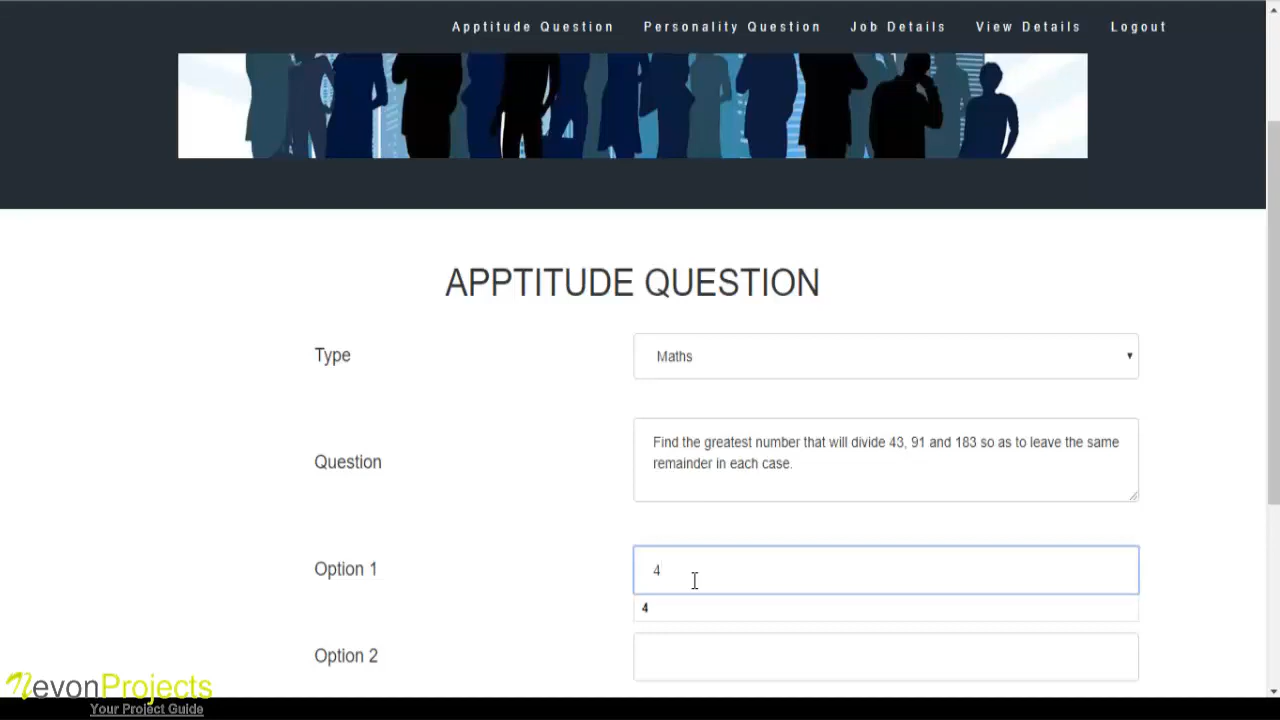 Apptitude Question Personality Question Job Details View Details Logout
APPTITUDE QUESTION
Type
Maths
Question
Find the greatest number that will divide 43, 91 and 183 so as to leave the same
remainder in each case.
Option 1
4
4
Option 2
NevonProjects
Your Project Guide